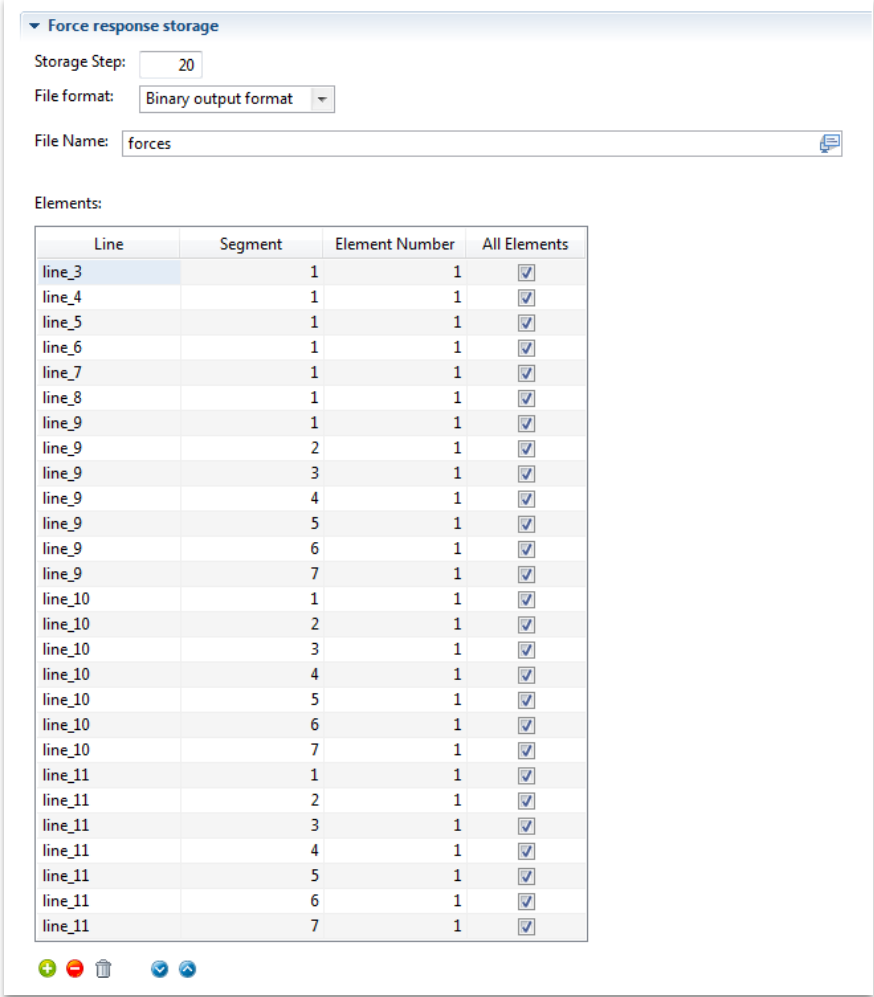 Force response storage
Storage Step: 20
File format: Binary output format
File Name: forces
Elements:
Line Segment Element Number All Elements
line_3 1 1
line_4 1 1
line_5 1 1
line_6 1 1
line_7 1 1
line_8 1 1
line_9 1 1
line_9 2 1
line_9 3 1
line_9 4 1
line_9 5 1
line_9 6 1
line_9 7 1
line_10 1 1
line_10 2 1
line_10 3 1
line_10 4 1
line_10 5 1
line_10 6 1
line_10 7 1
line_11 1 1
line_11 2 1
line_11 3 1
line_11 4 1
line_11 5 1
line_11 6 1
line_11 7 1